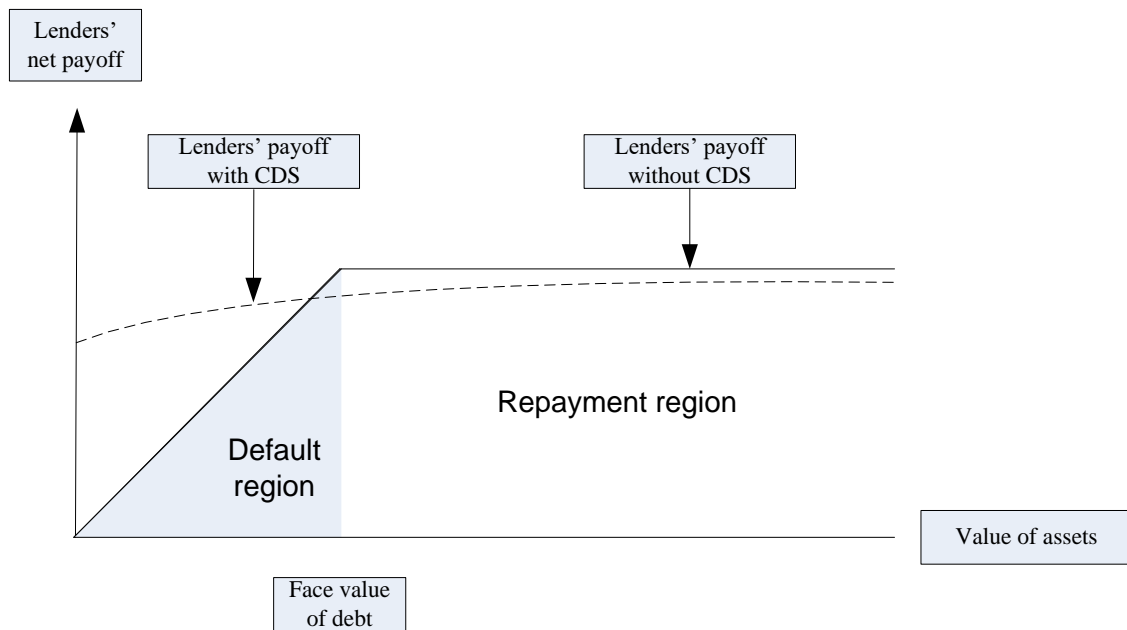 Lenders’
net payoff
Lenders’ payoff
with CDS
Lenders’ payoff
without CDS
Repayment region
Default
region
Value of assets
Face value
of debt